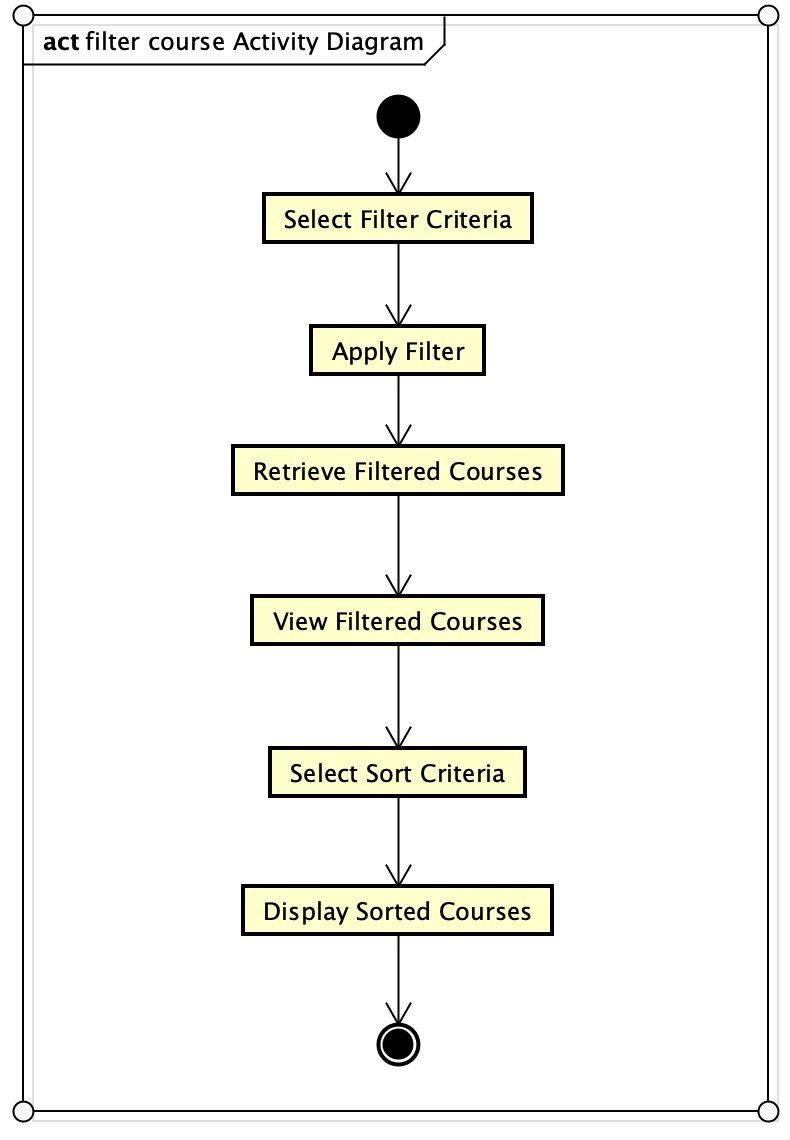 act filter course Activity Diagram
Select Filter Criteria
Apply Filter
Retrieve Filtered Courses
View Filtered Courses
Select Sort Criteria
Display Sorted Courses